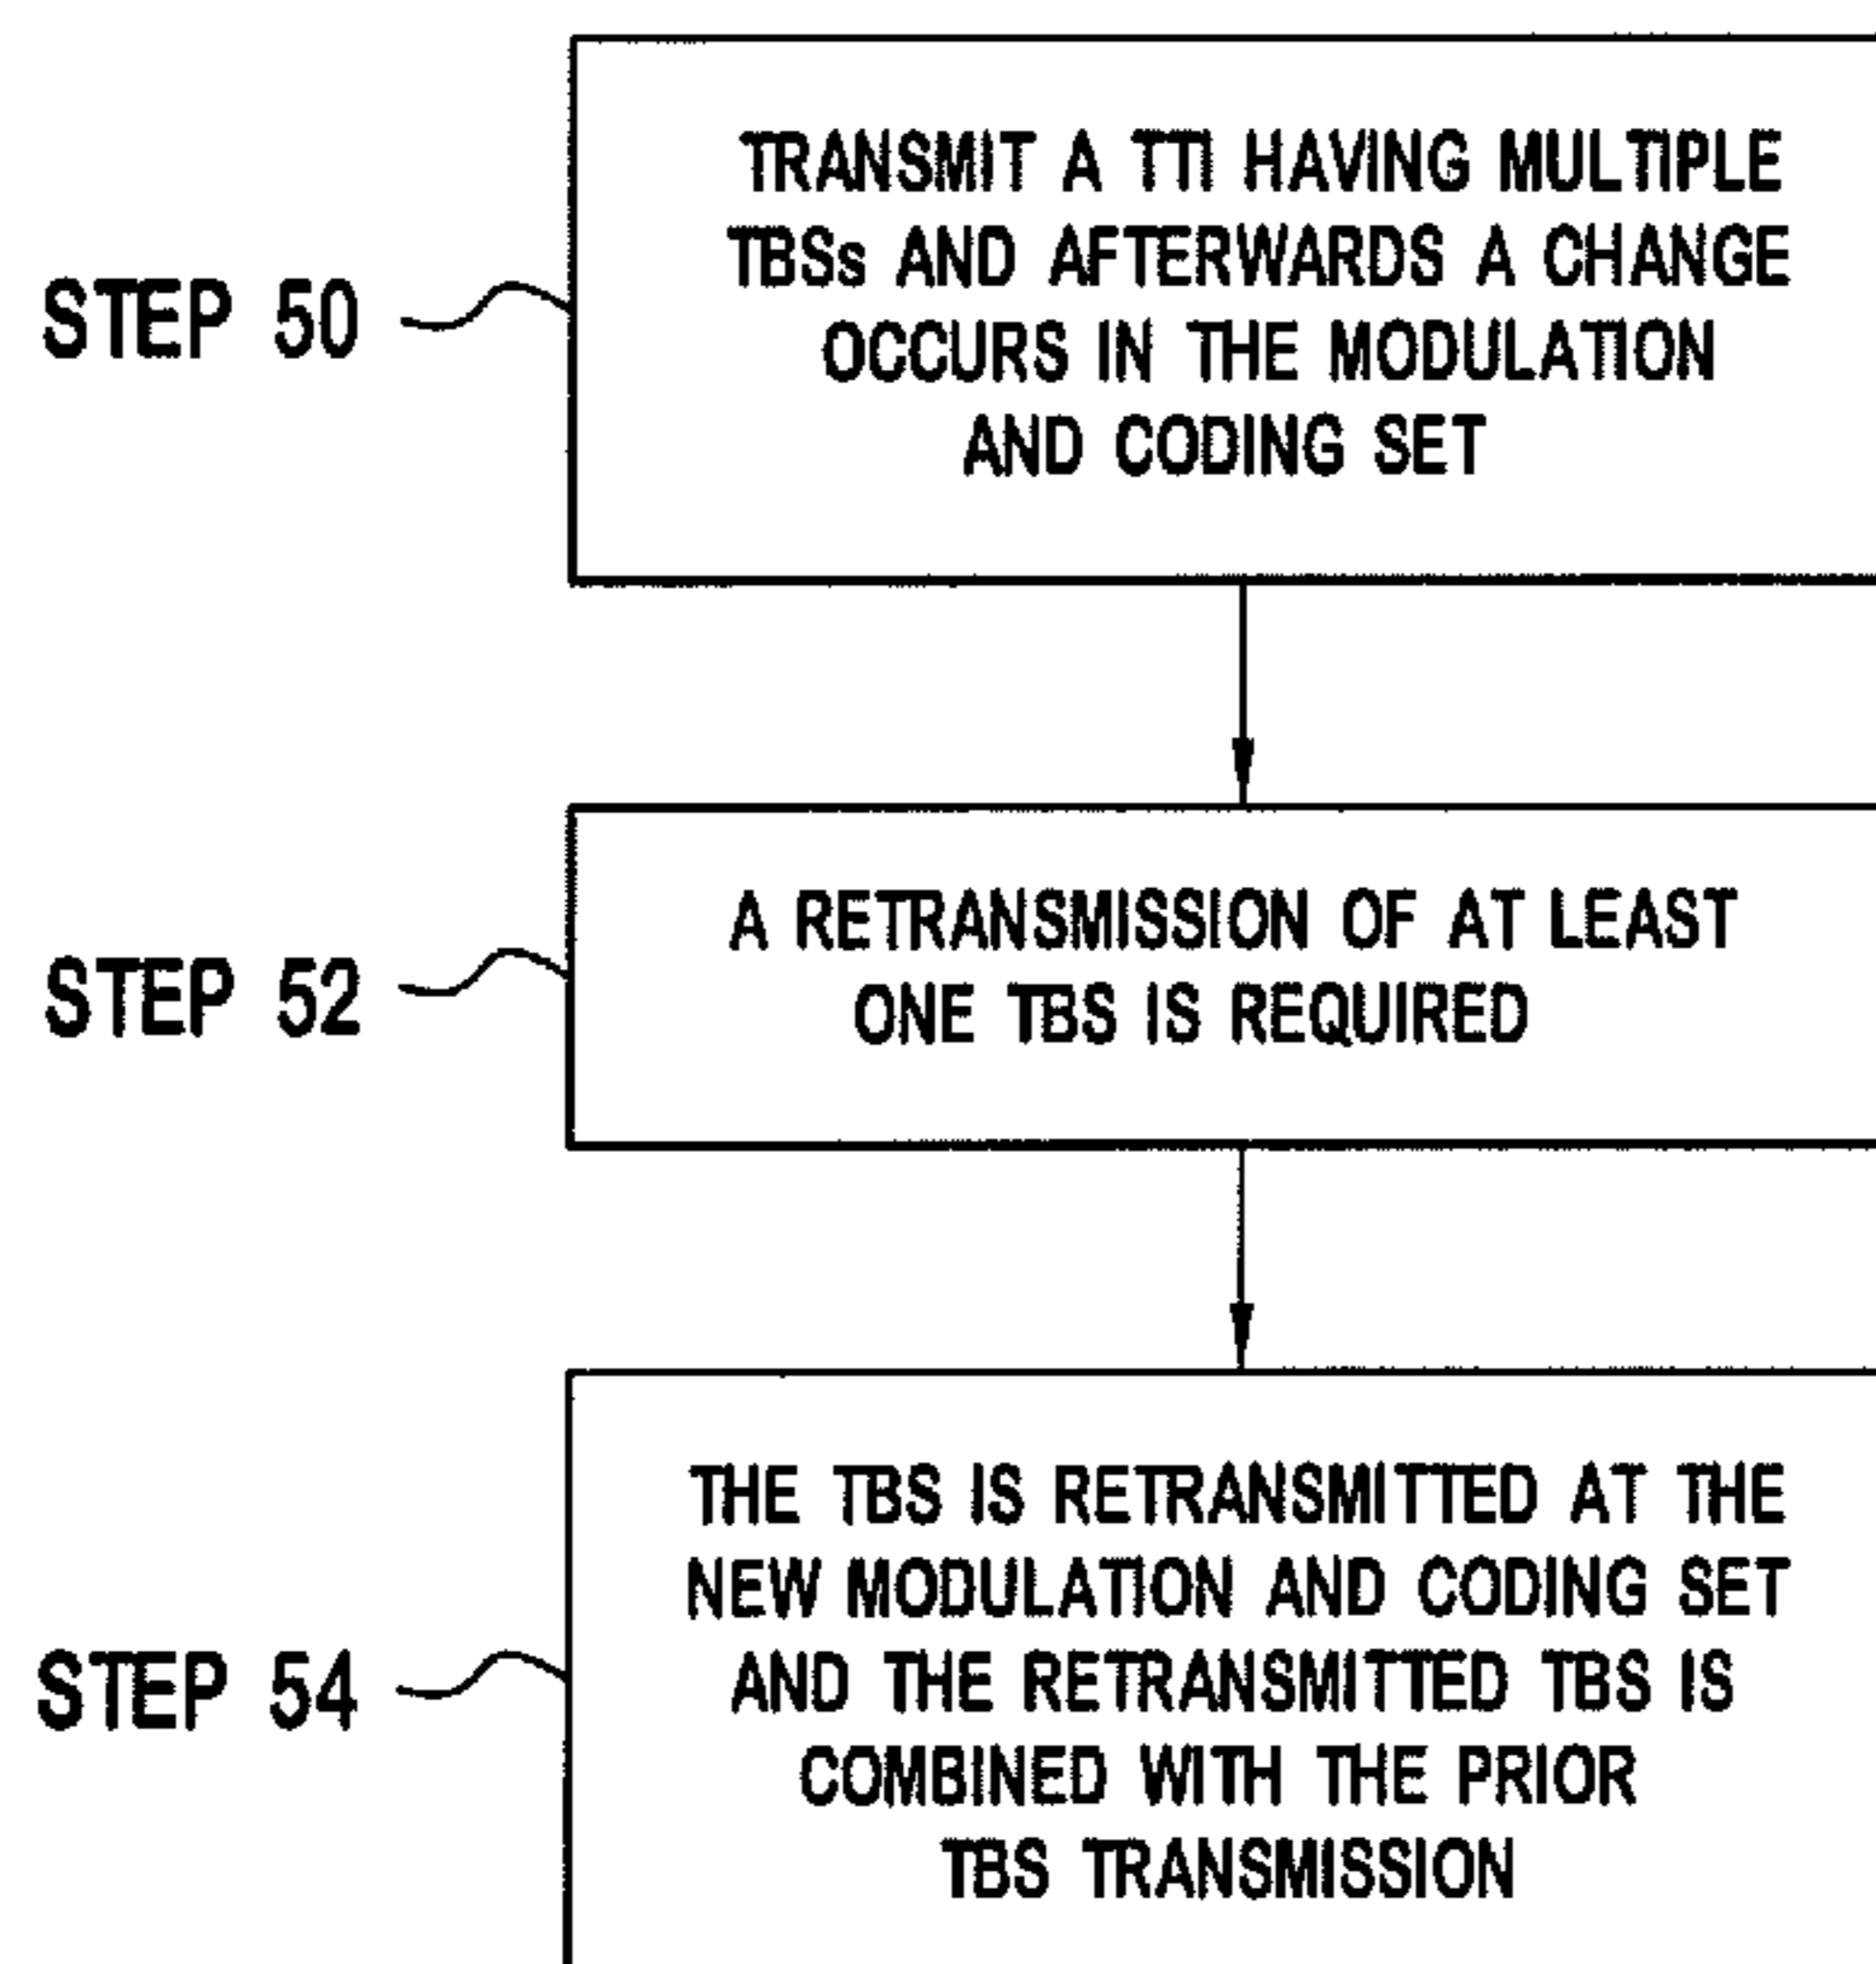 STEP 50
TRANSMIT A TTI HAVING MULTIPLE
TBSs AND AFTERWARDS A CHANGE
OCCURS IN THE MODULATION
AND CODING SET
STEP 52
A RETRANSMISSION OF AT LEAST
ONE TBS IS REQUIRED
STEP 54
THE TBS IS RETRANSMITTED AT THE
NEW MODULATION AND CODING SET
AND THE RETRANSMITTED TBS IS
COMBINED WITH THE PRIOR
TBS TRANSMISSION